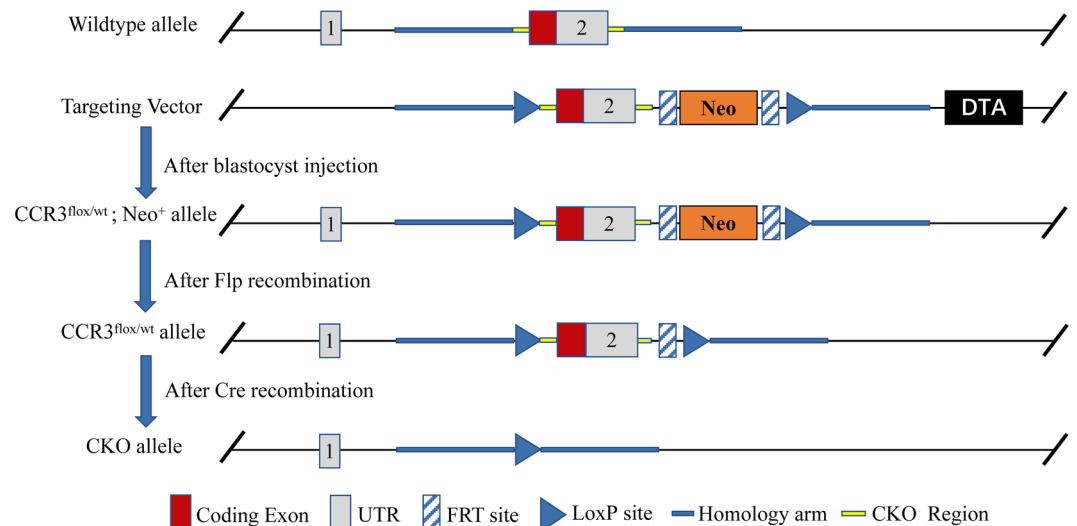 Wildtype allele
1
2
Targeting Vector
2
Neo
DTA
After blastocyst injection
CCR3flox/wt ; Neo+ allele
1
2
Neo
After Flp recombination
CCR3flox/wt allele
1
2
After Cre recombination
CKO allele
1
Coding Exon
UTR
FRT site
LoxP site
Homology arm
CKO Region